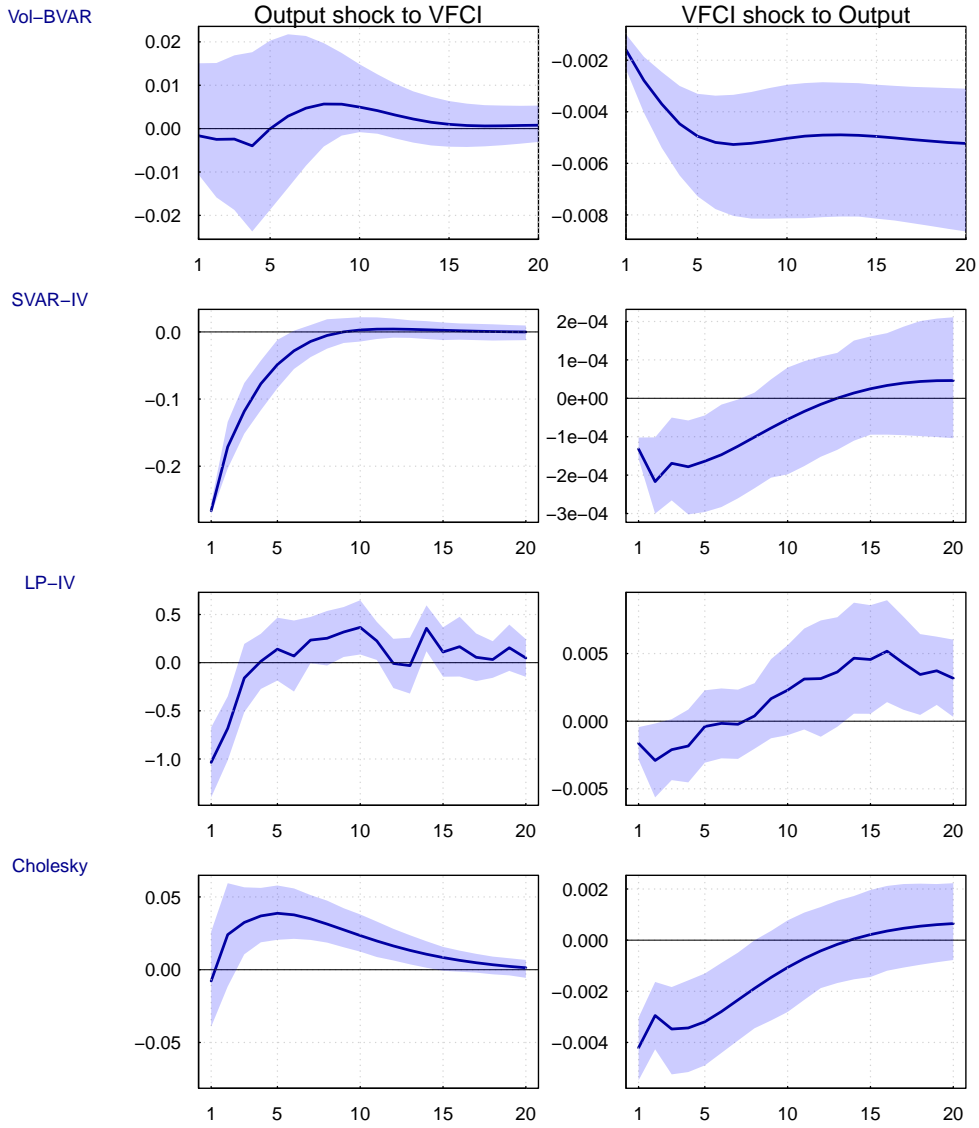 Vol−BVAR
Output shock to VFCI
VFCI shock to Output
0.02
0.01
0.00
−0.01
−0.02
1 5 10 15 20
−0.002
−0.004
−0.006
−0.008
1 5 10 15 20
SVAR−IV
0.0
−0.1
−0.2
1 5 10 15 20
2e−04
1e−04
0e+00
−1e−04
−2e−04
−3e−04
1 5 10 15 20
LP−IV
0.5
0.0
−0.5
−1.0
1 5 10 15 20
0.005
0.000
−0.005
1 5 10 15 20
Cholesky
0.05
0.00
−0.05
1 5 10 15 20
0.002
0.000
−0.002
−0.004
1 5 10 15 20